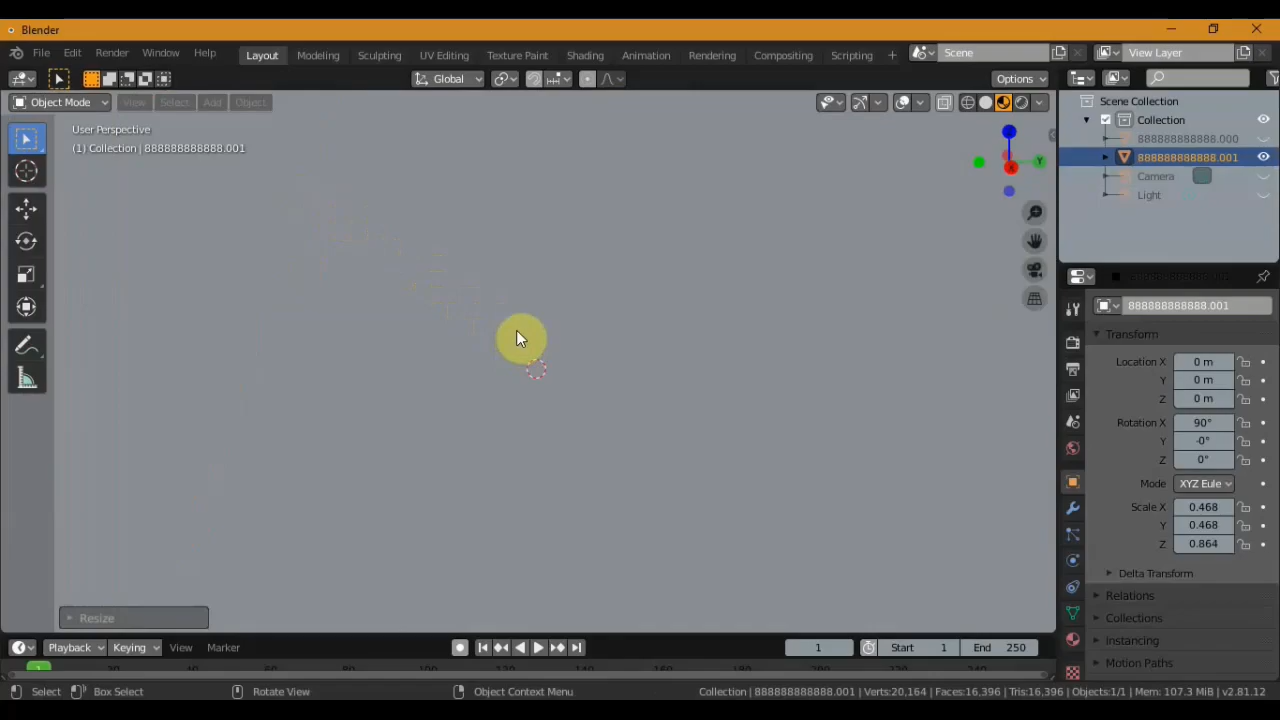 Blender
File Edit Render Window Help Layout Modeling Sculpting UV Editing Texture Paint Shading Animation Rendering Compositing Scripting + Scene View Layer
Global Options
Object Mode View Select Add Object
User Perspective
(1) Collection | 888888888888.001
Scene Collection
Collection
888888888888.000
888888888888.001
Camera
Light
888888888888.001
Transform
Location X 0 m
Y 0 m
Z 0 m
Rotation X 90°
Y -0°
Z 0°
Mode XYZ Eule
Scale X 0.468
Y 0.468
Z 0.864
Delta Transform
Relations
Collections
Instancing
Motion Paths
Resize
Playback Keying View Marker 1 Start 1 End 250
1
Select Box Select Rotate View Object Context Menu Collection | 888888888888.001 | Verts:20,164 | Faces:16,396 | Tris:16,396 | Objects:1/1 | Mem: 107.3 MiB | v2.81.12